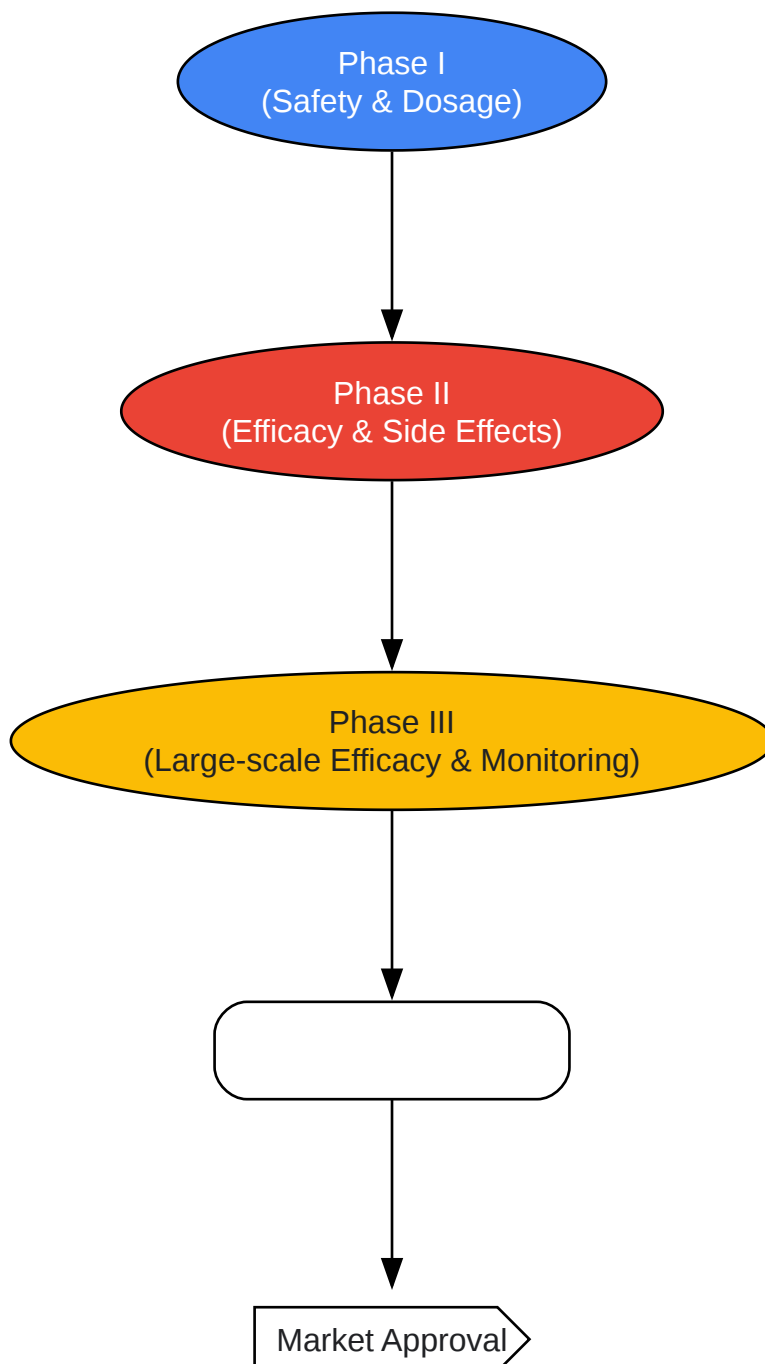 Phase I
(Safety & Dosage)
Phase II
(Efficacy & Side Effects)
Phase III
(Large-scale Efficacy & Monitoring)
Market Approval